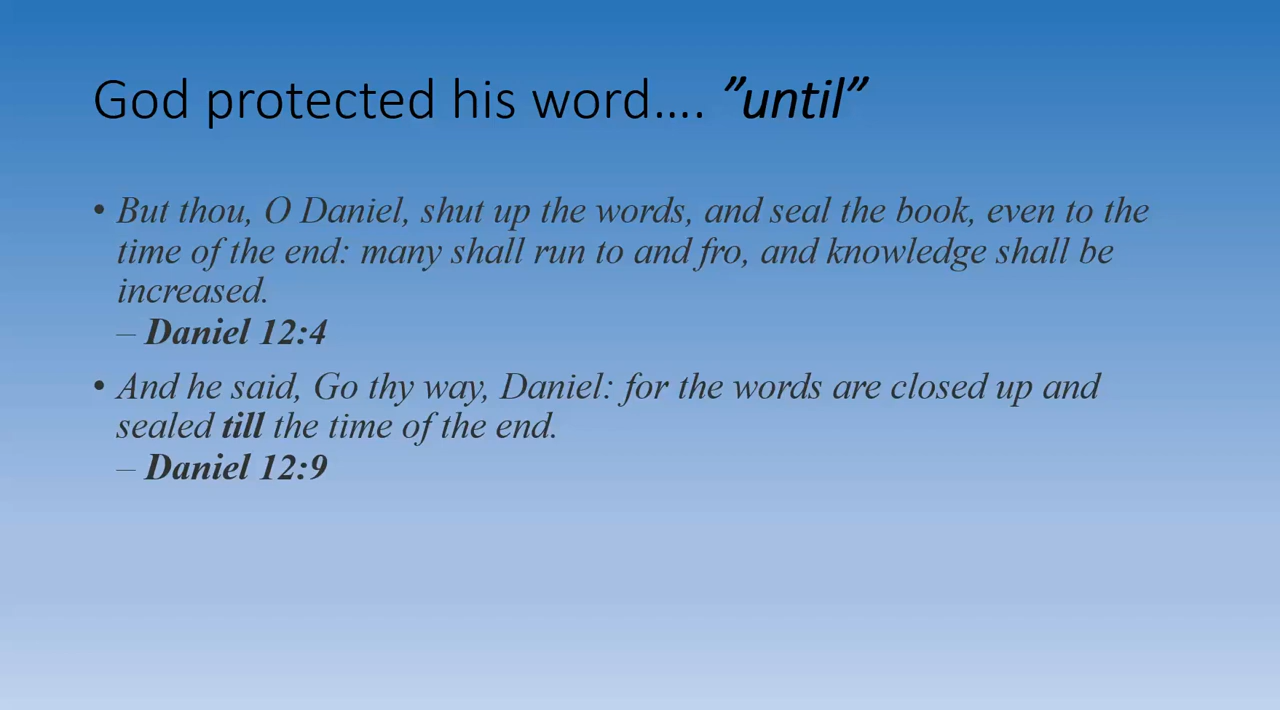 God protected his word…. ”until”
• But thou, O Daniel, shut up the words, and seal the book, even to the
time of the end: many shall run to and fro, and knowledge shall be
increased.
– Daniel 12:4
• And he said, Go thy way, Daniel: for the words are closed up and
sealed till the time of the end.
– Daniel 12:9